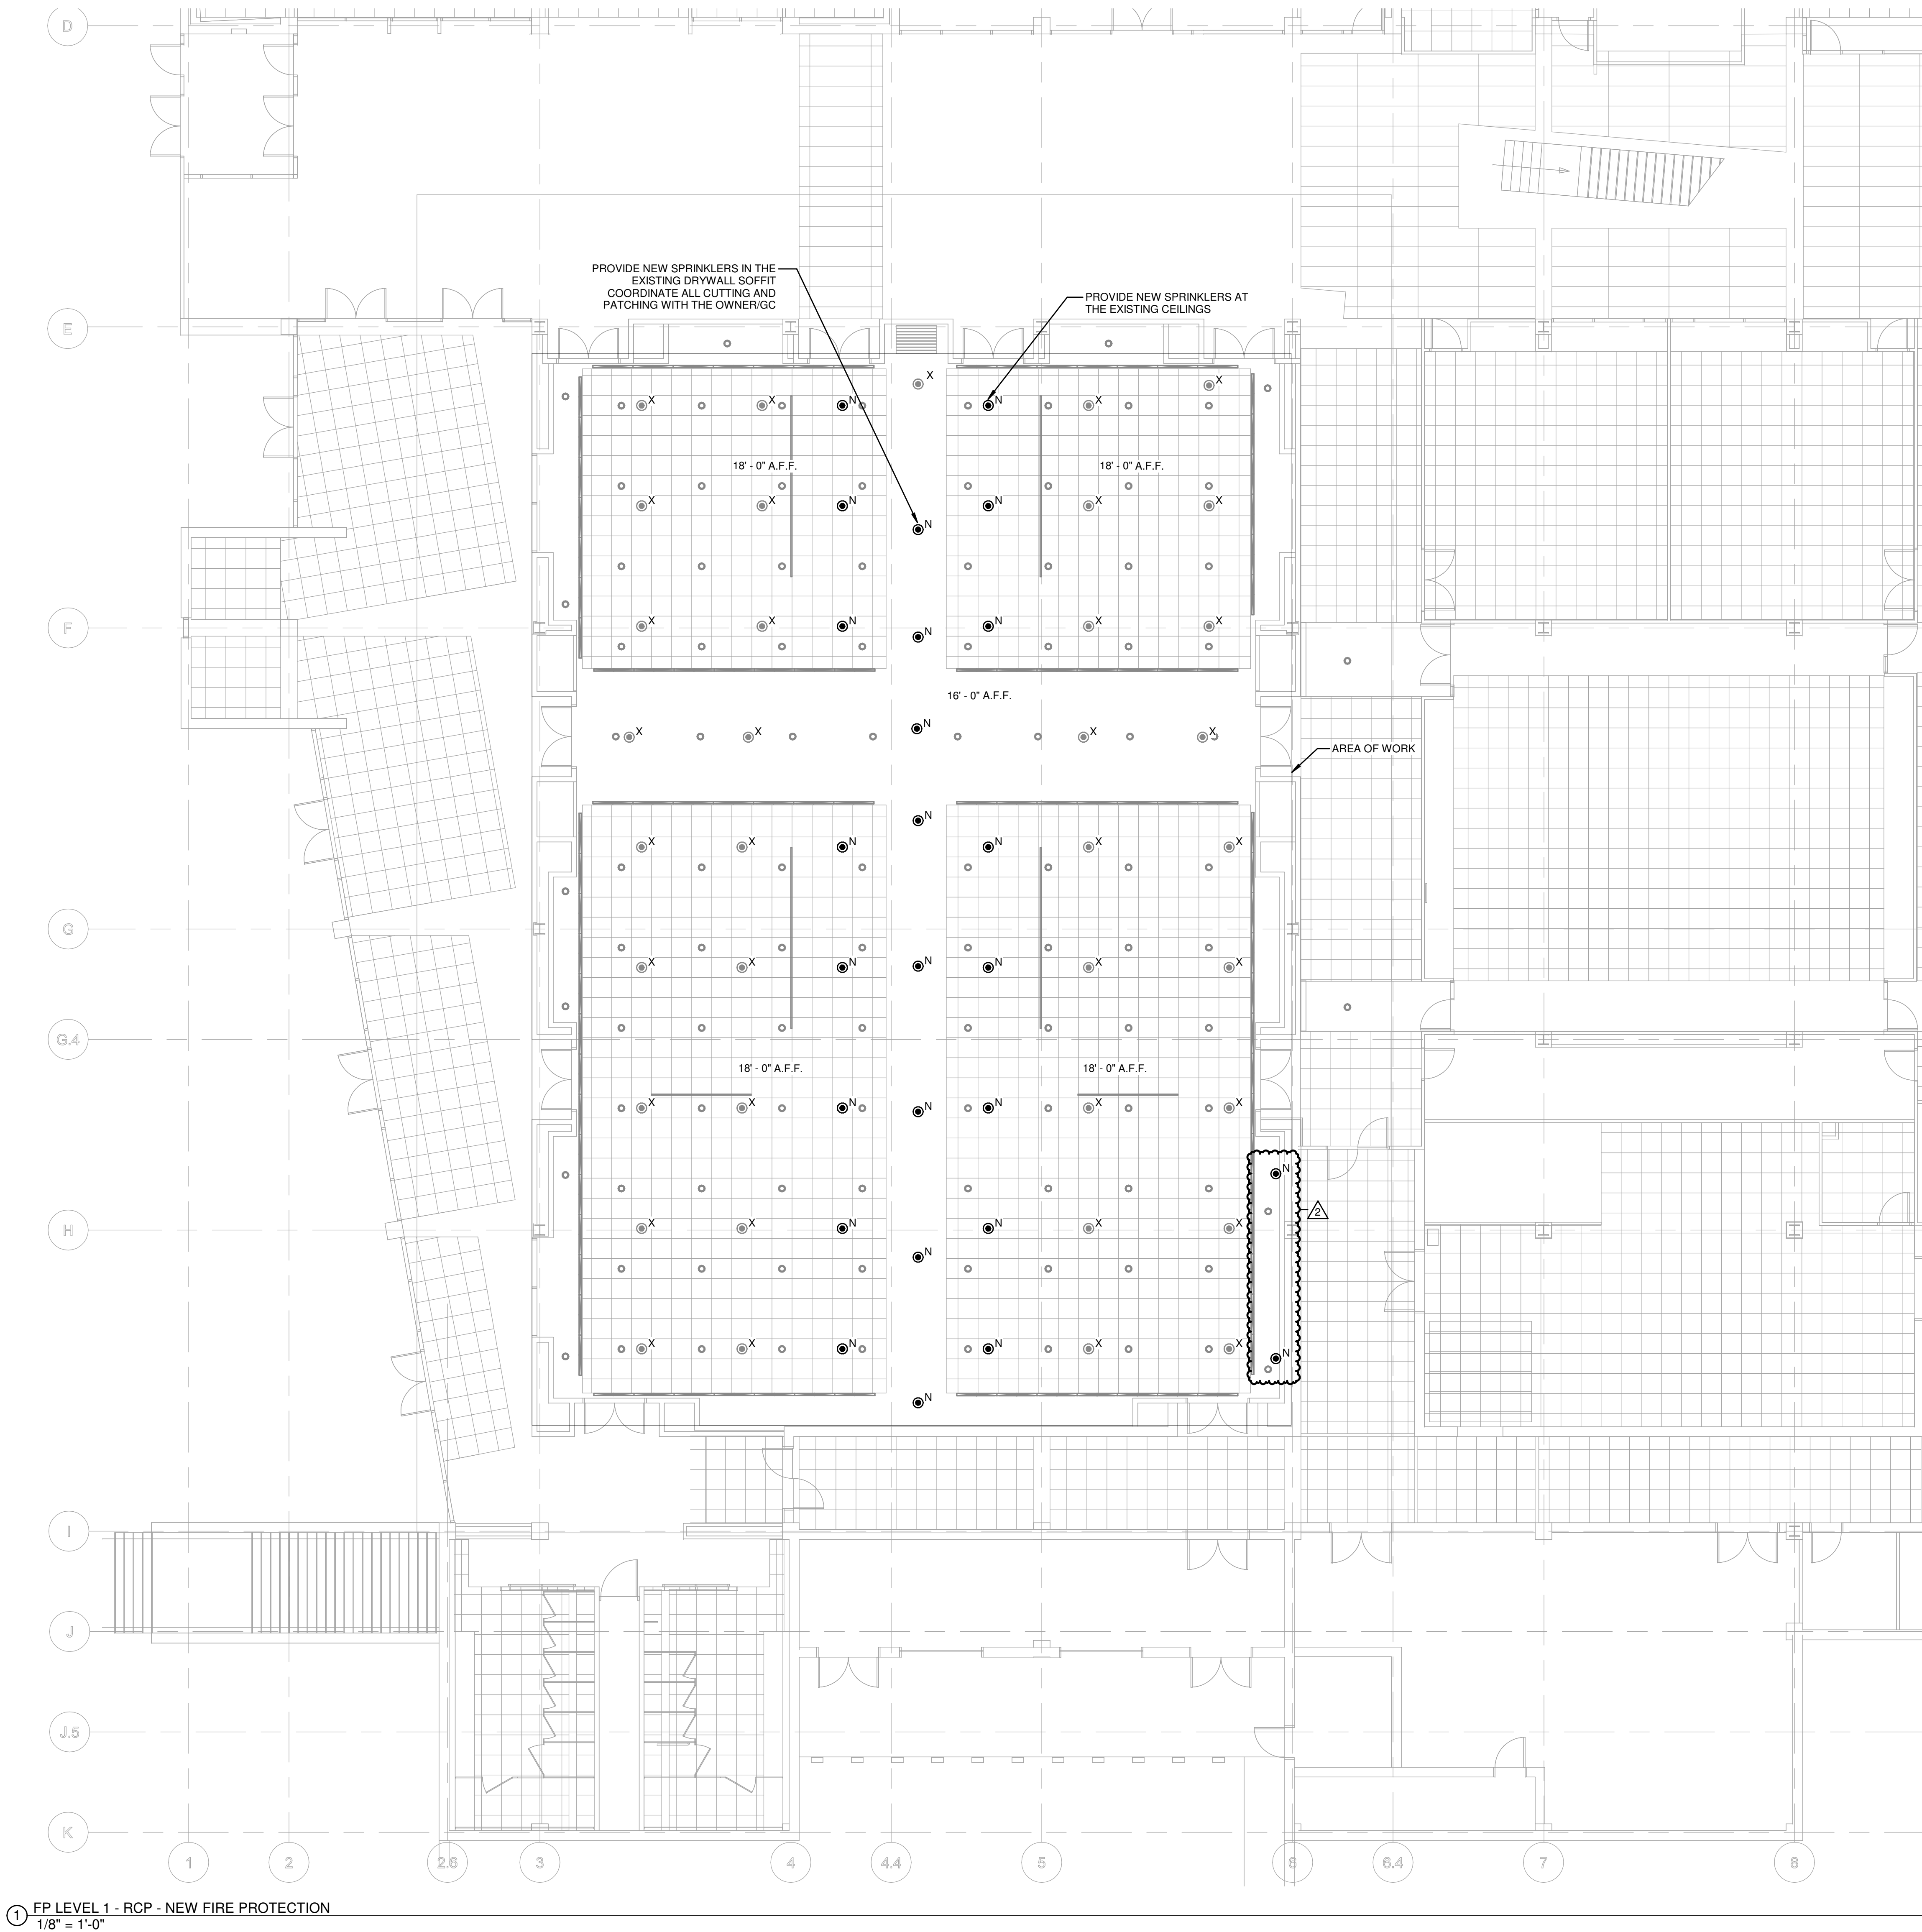 D
PROVIDE NEW SPRINKLERS IN THE
EXISTING DRYWALL SOFFIT
COORDINATE ALL CUTTING AND
PATCHING WITH THE OWNER/GC
PROVIDE NEW SPRINKLERS AT
THE EXISTING CEILINGS
E
X
X
X X N N X
18' - 0" A.F.F. 18' - 0" A.F.F.
X X N N X X
N
X X N N X X
F
N
16' - 0" A.F.F.
N
X X X X
AREA OF WORK
N
X X N N X X
G
X X N N N X X
G.4
18' - 0" A.F.F. 18' - 0" A.F.F.
X X N N N X X
N
2
H
X X N N X X
N
X X N N X X N
N
I
J
J.5
K
1 2 2.6 3 4 4.4 5 6 6.4 7 8
1 FP LEVEL 1 - RCP - NEW FIRE PROTECTION
1/8" = 1'-0"